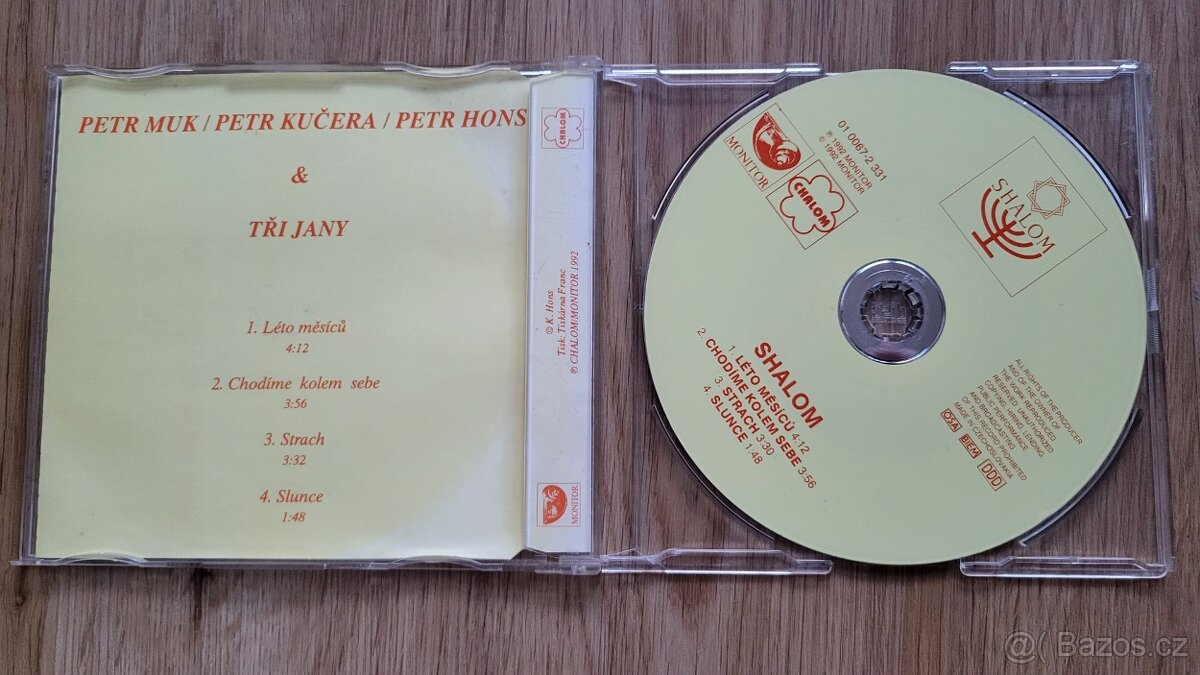 PETR MUK / PETR KUČERA / PETR HONS
&
TŘI JANY
1. Léto měsíců
4:12
2. Chodíme kolem sebe
3:56
3. Strach
3:32
4. Slunce
1:48
CHALOM
© K. Hons
Tisk: Tiskárna Franc
℗ CHALOM/MONITOR 1992
MONITOR
MONITOR
CHALOM
01 0067-2 331
℗ 1992 MONITOR
© 1992 MONITOR
SHALOM
SHALOM
1. LÉTO MĚSÍCŮ 4:12
2. CHODÍME KOLEM SEBE 3:56
3. STRACH 3:30
4. SLUNCE 1:48
ALL RIGHTS OF THE PRODUCER
AND OF THE OWNER OF
THE WORK REPRODUCED
RESERVED. UNAUTHORIZED
COPYING, HIRING, LENDING,
PUBLIC PERFORMANCE
AND BROADCASTING
OF THIS RECORD PROHIBITED
MADE IN CZECHOSLOVAKIA
OSA BIEM DDD
@( Bazos.cz